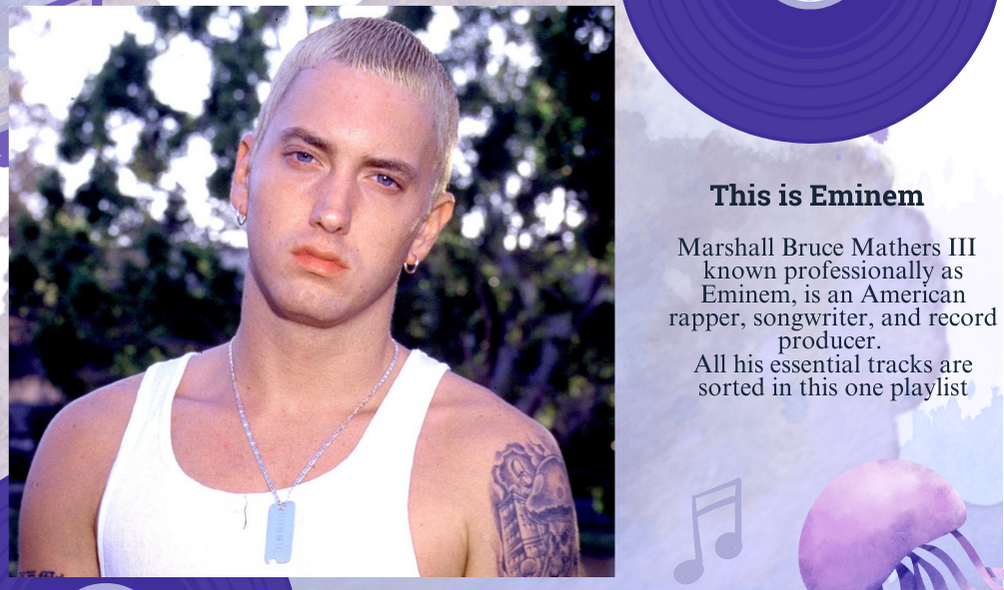 This is Eminem
Marshall Bruce Mathers III
known professionally as
Eminem, is an American
rapper, songwriter, and record
producer.
All his essential tracks are
sorted in this one playlist